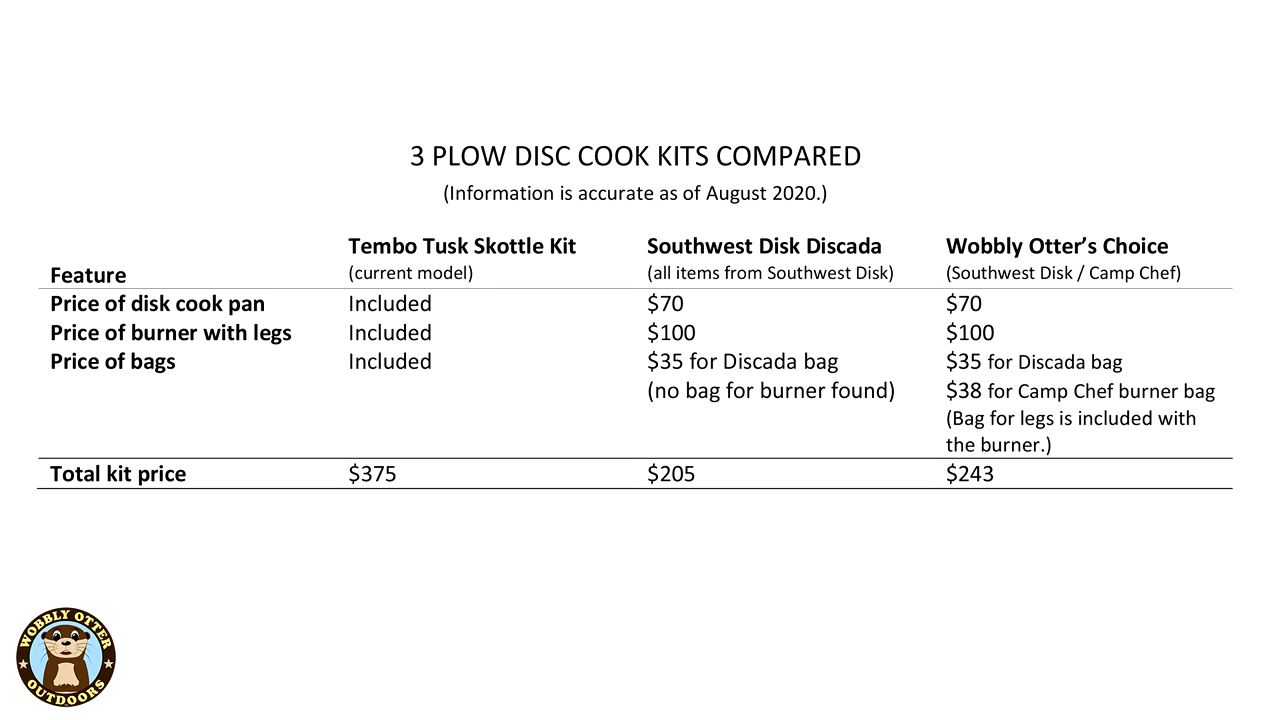 3 PLOW DISC COOK KITS COMPARED
(Information is accurate as of August 2020.)
Feature
Tembo Tusk Skottle Kit
(current model)
Southwest Disk Discada
(all items from Southwest Disk)
Wobbly Otter’s Choice
(Southwest Disk / Camp Chef)
Price of disk cook pan Included $70 $70
Price of burner with legs Included $100 $100
Price of bags Included $35 for Discada bag $35 for Discada bag
(no bag for burner found) $38 for Camp Chef burner bag
(Bag for legs is included with
the burner.)
Total kit price $375 $205 $243
WOBBLY OTTER
OUTDOORS